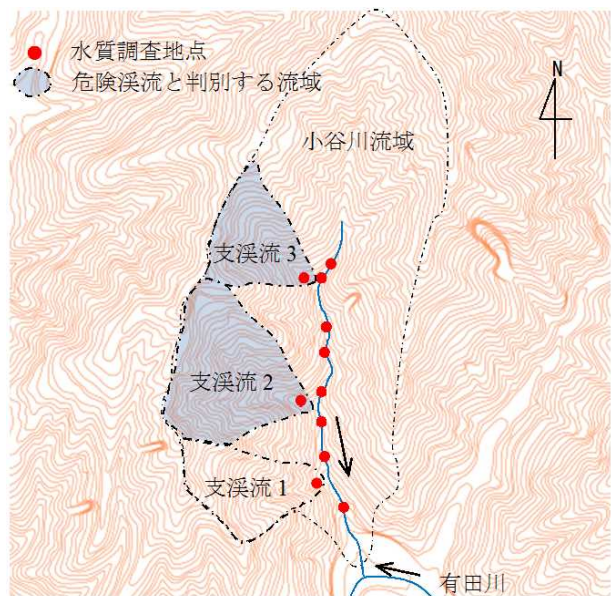 水質調査地点
危険渓流と判別する流域
N
小谷川流域
支渓流 3
支渓流 2
支渓流 1
有田川